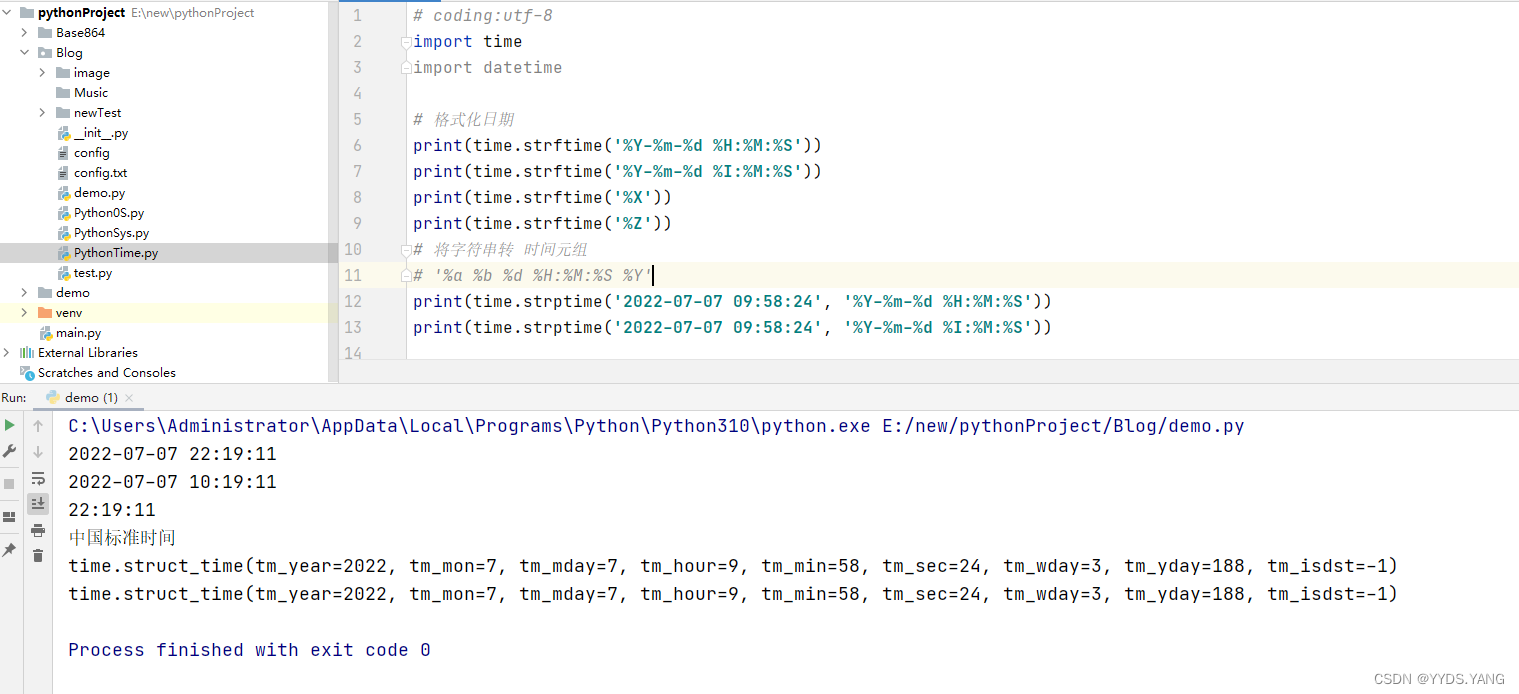 pythonProject E:\new\pythonProject
Base864
Blog
image
Music
newTest
__init__.py
config
config.txt
demo.py
Python0S.py
PythonSys.py
PythonTime.py
test.py
demo
venv
main.py
External Libraries
Scratches and Consoles
1 # coding:utf-8
2 import time
3 import datetime
4
5 # 格式化日期
6 print(time.strftime('%Y-%m-%d %H:%M:%S'))
7 print(time.strftime('%Y-%m-%d %I:%M:%S'))
8 print(time.strftime('%X'))
9 print(time.strftime('%Z'))
10 # 将字符串转 时间元组
11 # '%a %b %d %H:%M:%S %Y'
12 print(time.strptime('2022-07-07 09:58:24', '%Y-%m-%d %H:%M:%S'))
13 print(time.strptime('2022-07-07 09:58:24', '%Y-%m-%d %I:%M:%S'))
14
Run: demo (1)
C:\Users\Administrator\AppData\Local\Programs\Python\Python310\python.exe E:/new/pythonProject/Blog/demo.py
2022-07-07 22:19:11
2022-07-07 10:19:11
22:19:11
中国标准时间
time.struct_time(tm_year=2022, tm_mon=7, tm_mday=7, tm_hour=9, tm_min=58, tm_sec=24, tm_wday=3, tm_yday=188, tm_isdst=-1)
time.struct_time(tm_year=2022, tm_mon=7, tm_mday=7, tm_hour=9, tm_min=58, tm_sec=24, tm_wday=3, tm_yday=188, tm_isdst=-1)
Process finished with exit code 0
CSDN @YYDS.YANG